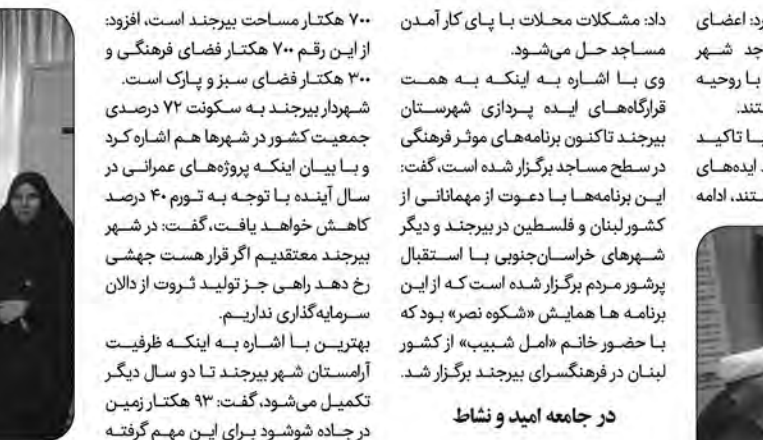 رد: اعضای
جد شهر
با روحیه
ستند.
با تاکید
د ایده‌های
ستند، ادامه
داد: مشکلات محلات با پای کار آمدن
مساجد حل می‌شود.
وی با اشاره به اینکه به همت
قرارگاه‌های ایده پردازی شهرستان
بیرجند تاکنون برنامه‌های موثر فرهنگی
در سطح مساجد برگزار شده است، گفت:
این برنامه‌ها با دعوت از مهمانانی از
کشور لبنان و فلسطین در بیرجند و دیگر
شهرهای خراسان‌جنوبی با استقبال
پرشور مردم برگزار شده است که از این
برنامه ها همایش «شکوه نصر» بود که
با حضور خانم «امل شبیب» از کشور
لبنان در فرهنگسرای بیرجند برگزار شد.
در جامعه امید و نشاط
۷۰۰ هکتار مساحت بیرجند است، افزود:
از این رقم ۷۰۰ هکتار فضای فرهنگی و
۳۰۰ هکتار فضای سبز و پارک است.
شهردار بیرجند به سکونت ۷۲ درصدی
جمعیت کشور در شهرها هم اشاره کرد
و با بیان اینکه پروژه‌های عمرانی در
سال آینده با توجه به تورم ۴۰ درصد
کاهش خواهد یافت، گفت: در شهر
بیرجند معتقدیم اگر قرار هست جهشی
رخ دهد راهی جز تولید ثروت از دالان
سرمایه‌گذاری نداریم.
بهترین با اشاره به اینکه ظرفیت
آرامستان شهر بیرجند تا دو سال دیگر
تکمیل می‌شود، گفت: ۹۳ هکتار زمین
در جاده شوشود برای این مهم گرفته